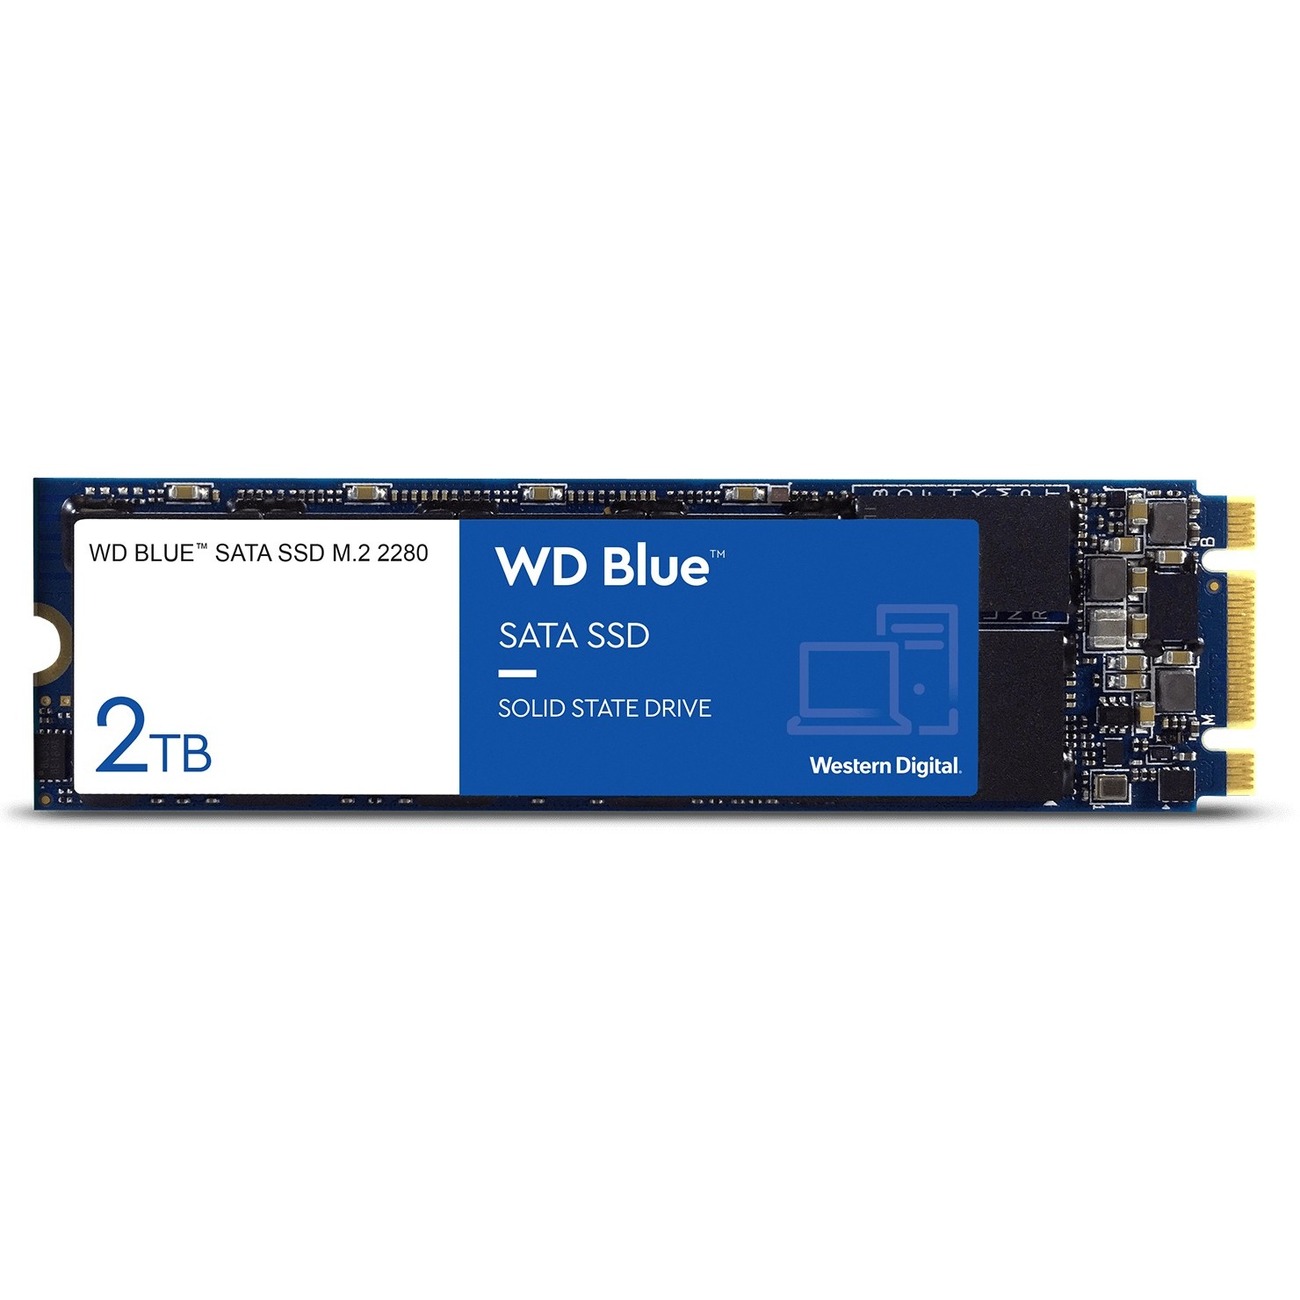 WD BLUE™ SATA SSD M.2 2280
2TB
WD Blue™
SATA SSD
SOLID STATE DRIVE
Western Digital.
B
M